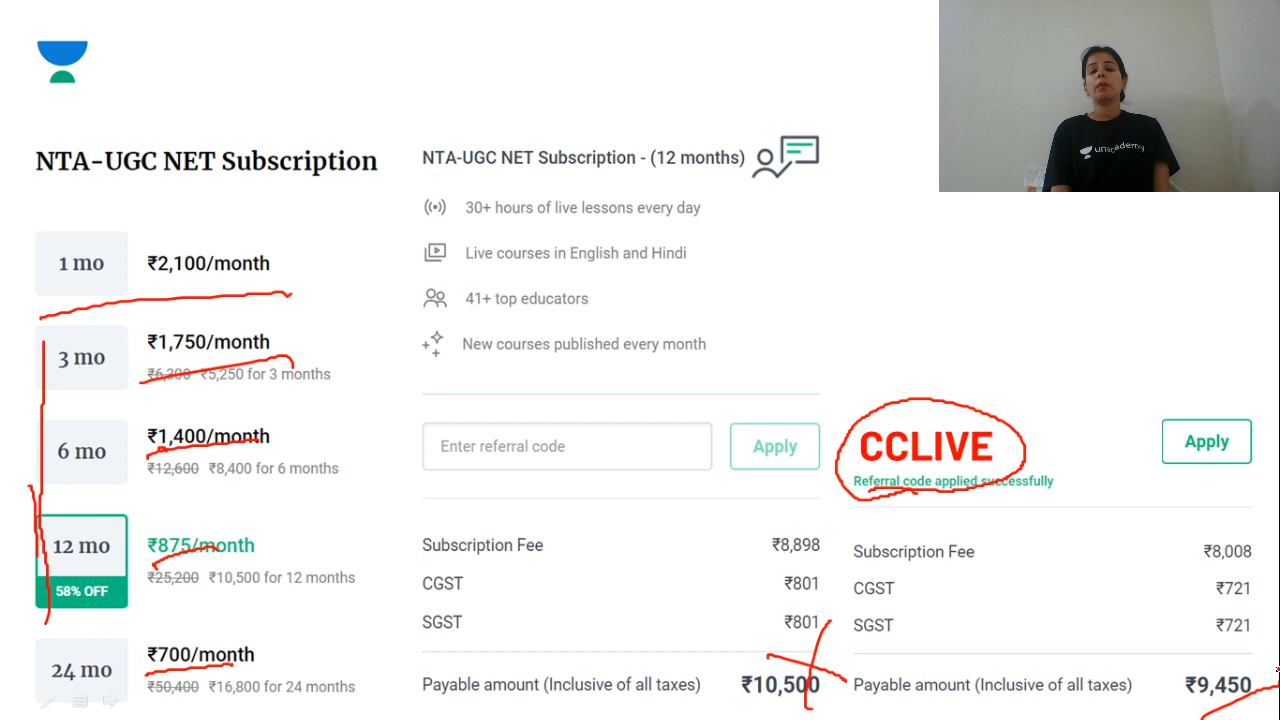 unacademy
NTA-UGC NET Subscription
1 mo
₹2,100/month
3 mo
₹1,750/month
₹6,300 ₹5,250 for 3 months
6 mo
₹1,400/month
₹12,600 ₹8,400 for 6 months
12 mo
58% OFF
₹875/month
₹25,200 ₹10,500 for 12 months
24 mo
₹700/month
₹50,400 ₹16,800 for 24 months
NTA-UGC NET Subscription - (12 months)
30+ hours of live lessons every day
Live courses in English and Hindi
41+ top educators
New courses published every month
Enter referral code
Apply
Subscription Fee ₹8,898
CGST ₹801
SGST ₹801
Payable amount (Inclusive of all taxes) ₹10,500
CCLIVE
Apply
Referral code applied successfully
Subscription Fee ₹8,008
CGST ₹721
SGST ₹721
Payable amount (Inclusive of all taxes) ₹9,450